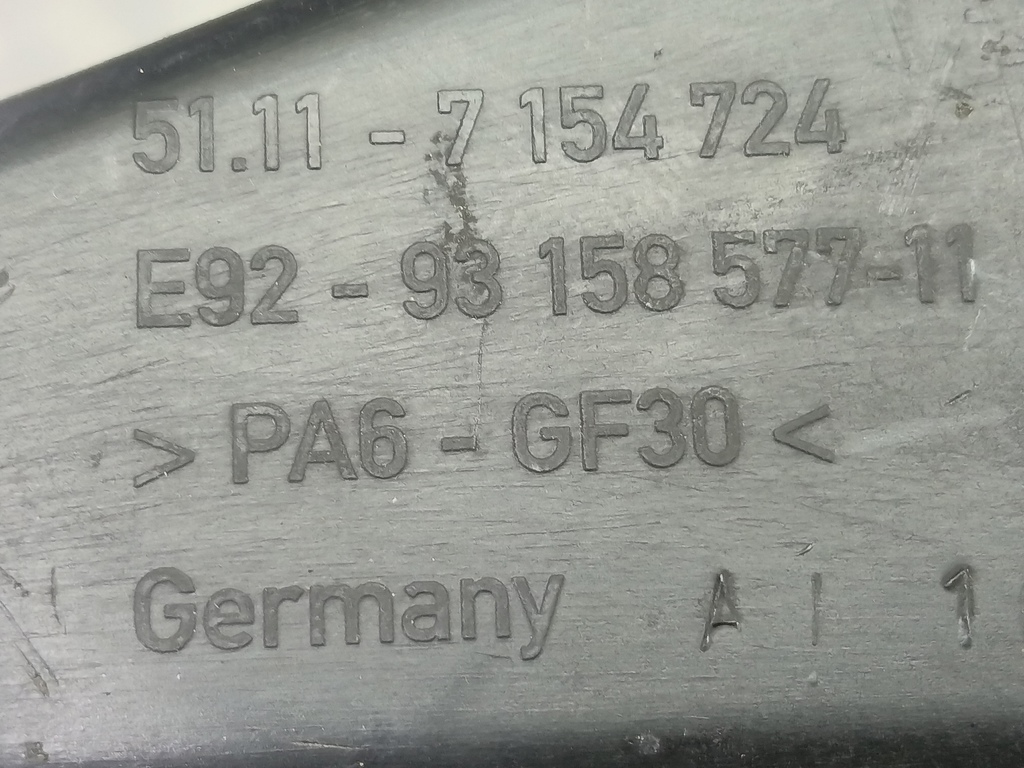 51.11 - 7 154 724
E92 - 93 158 577-11
> PA6 - GF30 <
Germany A | 1